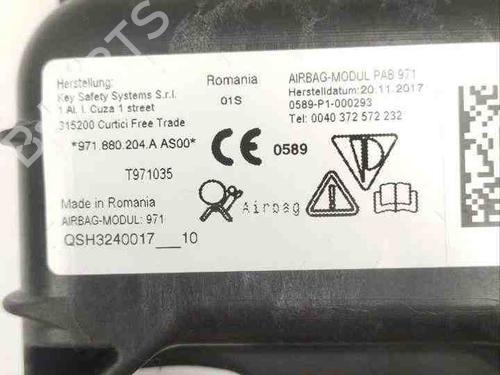 Herstellung:
Key Safety Systems S.r.l.
1 Al. I. Cuza 1 street
315200 Curtici Free Trade
*971.880.204.A AS00*
T971035
Made in Romania
AIRBAG-MODUL: 971
QSH3240017___10
Romania
01S
CE 0589
Airbag
AIRBAG-MODUL PAB 971
Herstelldatum:20.11.2017
0589-P1-000293
Tel: 0040 372 572 232